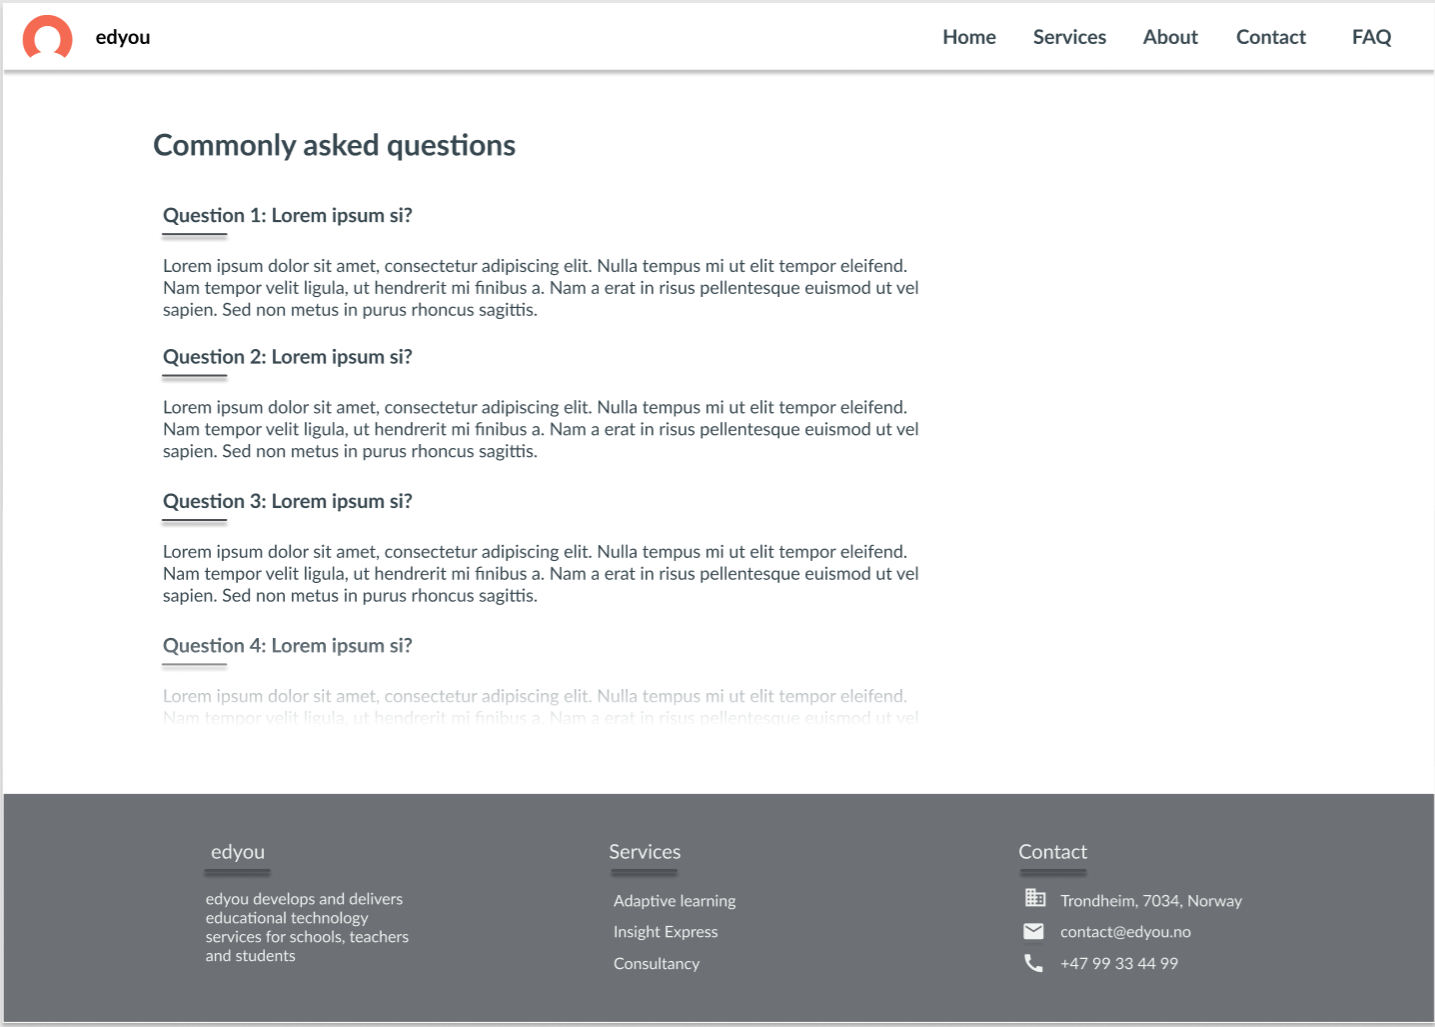 edyou
Home Services About Contact FAQ
Commonly asked questions
Question 1: Lorem ipsum si?
Lorem ipsum dolor sit amet, consectetur adipiscing elit. Nulla tempus mi ut elit tempor eleifend.
Nam tempor velit ligula, ut hendrerit mi finibus a. Nam a erat in risus pellentesque euismod ut vel
sapien. Sed non metus in purus rhoncus sagittis.
Question 2: Lorem ipsum si?
Lorem ipsum dolor sit amet, consectetur adipiscing elit. Nulla tempus mi ut elit tempor eleifend.
Nam tempor velit ligula, ut hendrerit mi finibus a. Nam a erat in risus pellentesque euismod ut vel
sapien. Sed non metus in purus rhoncus sagittis.
Question 3: Lorem ipsum si?
Lorem ipsum dolor sit amet, consectetur adipiscing elit. Nulla tempus mi ut elit tempor eleifend.
Nam tempor velit ligula, ut hendrerit mi finibus a. Nam a erat in risus pellentesque euismod ut vel
sapien. Sed non metus in purus rhoncus sagittis.
Question 4: Lorem ipsum si?
Lorem ipsum dolor sit amet, consectetur adipiscing elit. Nulla tempus mi ut elit tempor eleifend.
Nam tempor velit ligula, ut hendrerit mi finibus a. Nam a erat in risus pellentesque euismod ut vel
edyou
edyou develops and delivers
educational technology
services for schools, teachers
and students
Services
Adaptive learning
Insight Express
Consultancy
Contact
Trondheim, 7034, Norway
contact@edyou.no
+47 99 33 44 99